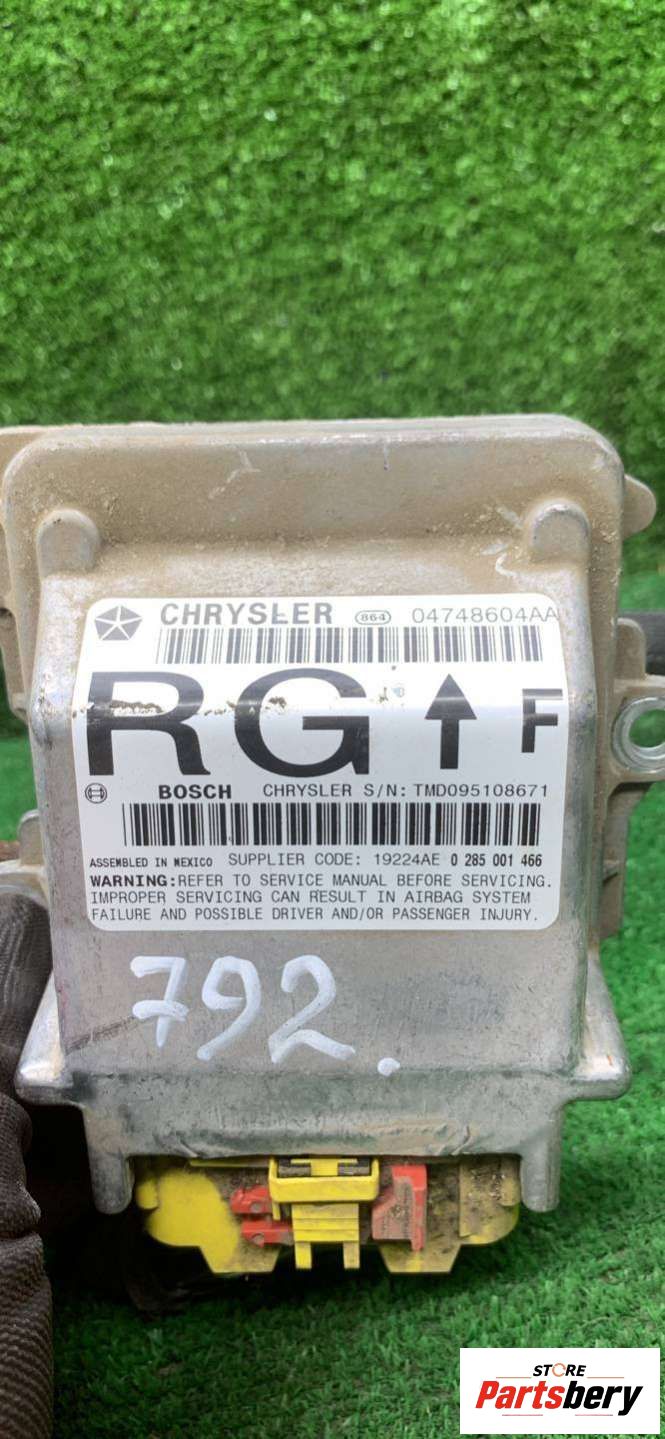 CHRYSLER 864 04748604AA
RG F
BOSCH CHRYSLER S/N: TMD095108671
ASSEMBLED IN MEXICO SUPPLIER CODE: 19224AE 0 285 001 466
WARNING:REFER TO SERVICE MANUAL BEFORE SERVICING.
IMPROPER SERVICING CAN RESULT IN AIRBAG SYSTEM
FAILURE AND POSSIBLE DRIVER AND/OR PASSENGER INJURY.
792.
STORE
Partsbery